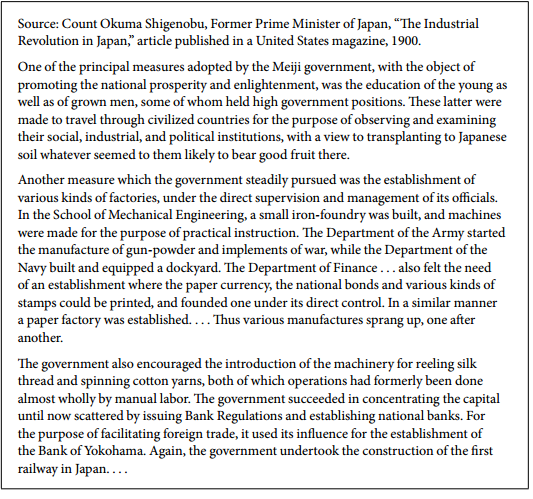 Source: Count Okuma Shigenobu, Former Prime Minister of Japan, “The Industrial
Revolution in Japan,” article published in a United States magazine, 1900.
One of the principal measures adopted by the Meiji government, with the object of
promoting the national prosperity and enlightenment, was the education of the young as
well as of grown men, some of whom held high government positions. These latter were
made to travel through civilized countries for the purpose of observing and examining
their social, industrial, and political institutions, with a view to transplanting to Japanese
soil whatever seemed to them likely to bear good fruit there.
Another measure which the government steadily pursued was the establishment of
various kinds of factories, under the direct supervision and management of its officials.
In the School of Mechanical Engineering, a small iron-foundry was built, and machines
were made for the purpose of practical instruction. The Department of the Army started
the manufacture of gun-powder and implements of war, while the Department of the
Navy built and equipped a dockyard. The Department of Finance . . . also felt the need
of an establishment where the paper currency, the national bonds and various kinds of
stamps could be printed, and founded one under its direct control. In a similar manner
a paper factory was established. . . . Thus various manufactures sprang up, one after
another.
The government also encouraged the introduction of the machinery for reeling silk
thread and spinning cotton yarns, both of which operations had formerly been done
almost wholly by manual labor. The government succeeded in concentrating the capital
until now scattered by issuing Bank Regulations and establishing national banks. For
the purpose of facilitating foreign trade, it used its influence for the establishment of
the Bank of Yokohama. Again, the government undertook the construction of the first
railway in Japan. . . .